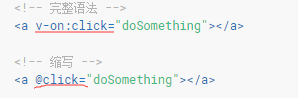 <!-- 完整语法 -->
<a v-on:click="doSomething"></a>
<!-- 缩写 -->
<a @click="doSomething"></a>